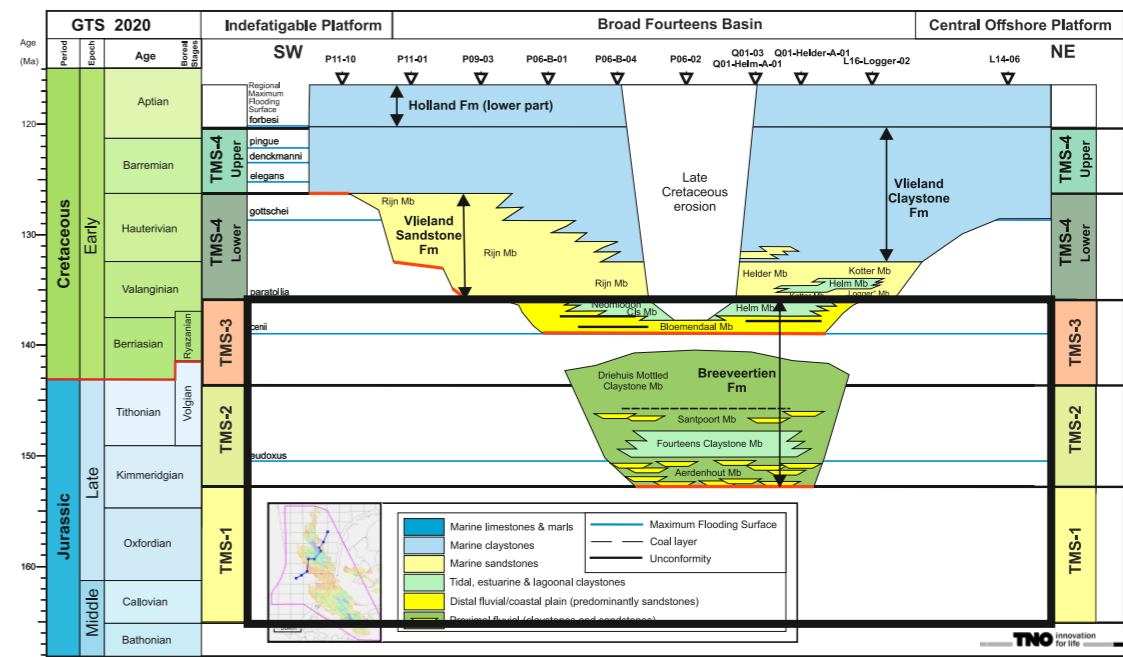 GTS 2020
Indefatigable Platform
Broad Fourteens Basin
Central Offshore Platform
Age
(Ma)
Period
Epoch
Age
Boreal
Stages
SW
NE
P11-10
P11-01
P09-03
P06-B-01
P06-B-04
P06-02
Q01-03
Q01-Helm-A-01
Q01-Helder-A-01
L16-Logger-02
L14-06
120
130
140
150
160
Cretaceous
Jurassic
Early
Late
Middle
Aptian
Barremian
Hauterivian
Valanginian
Berriasian
Tithonian
Kimmeridgian
Oxfordian
Callovian
Bathonian
Ryazanian
Volgian
TMS-4
Upper
TMS-4
Lower
TMS-3
TMS-2
TMS-1
Regional
Maximum
Flooding
Surface
forbesi
pingue
denckmanni
elegans
gottschei
paratollia
Holland Fm (lower part)
Late
Cretaceous
erosion
Vlieland
Claystone
Fm
Rijn Mb
Vlieland
Sandstone
Fm
Rijn Mb
Rijn Mb
Helder Mb
Kotter Mb
Helm Mb
Logger Mb
Neomiodon
Cls Mb
Helm Mb
Bloemendaal Mb
Driehuis Mottled
Claystone Mb
Breeveertien
Fm
Santpoort Mb
Fourteens Claystone Mb
Aerdenhout Mb
TMS-4
Upper
TMS-4
Lower
TMS-3
TMS-2
TMS-1
Marine limestones & marls
Marine claystones
Marine sandstones
Tidal, estuarine & lagoonal claystones
Distal fluvial/coastal plain (predominantly sandstones)
Proximal fluvial (claystones and sandstones)
Maximum Flooding Surface
Coal layer
Unconformity
TNO innovation
for life